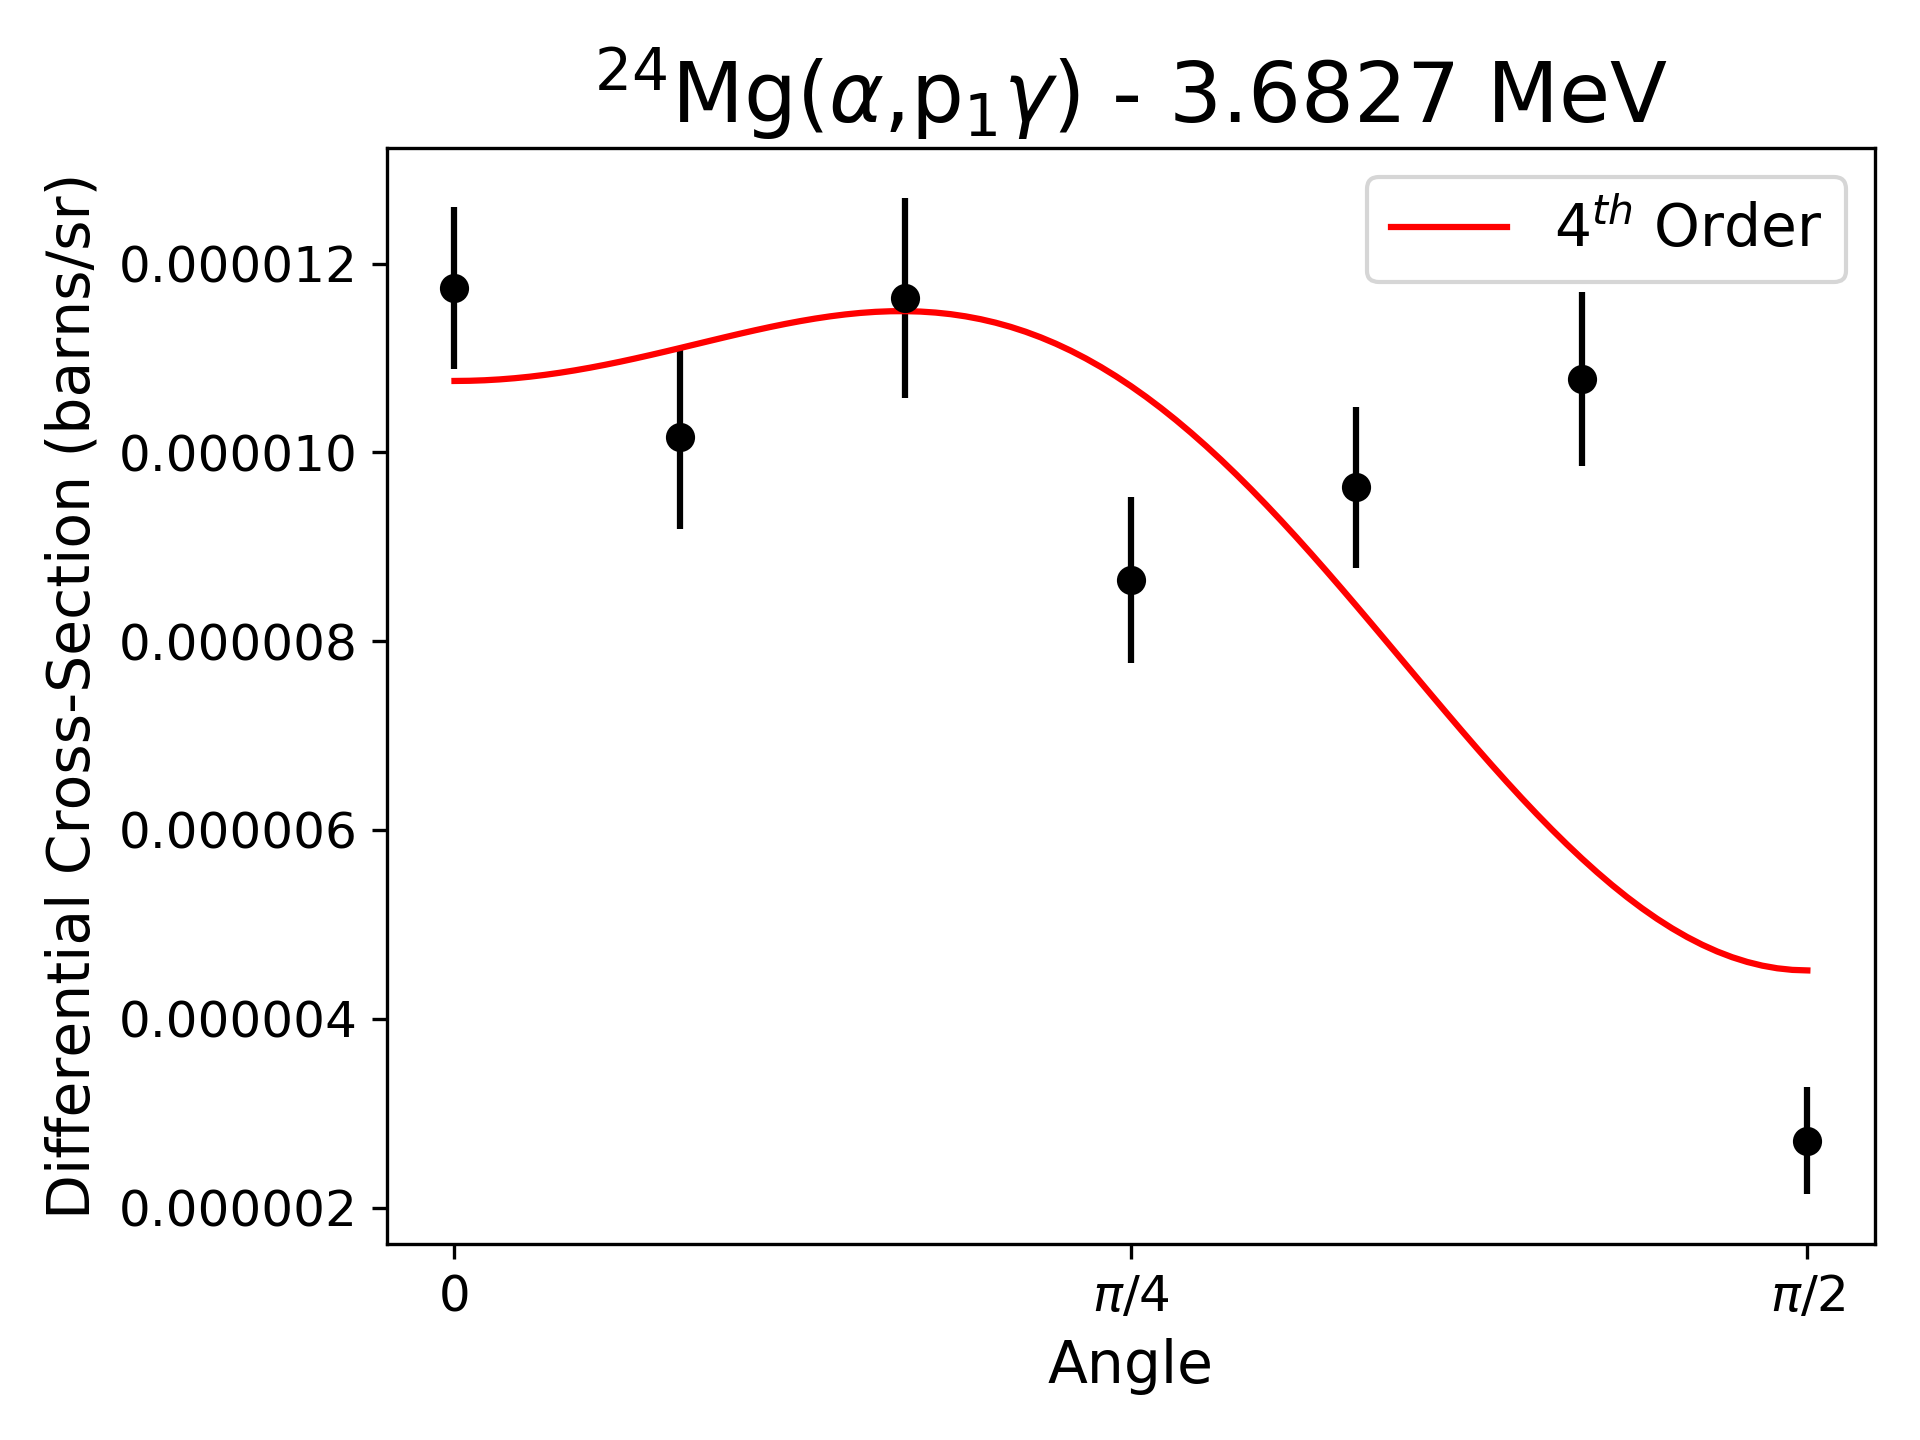 ²⁴Mg(α,p₁γ) - 3.6827 MeV
4ᵗʰ Order
Differential Cross-Section (barns/sr)
0.000012
0.000010
0.000008
0.000006
0.000004
0.000002
0 π/4 π/2
Angle